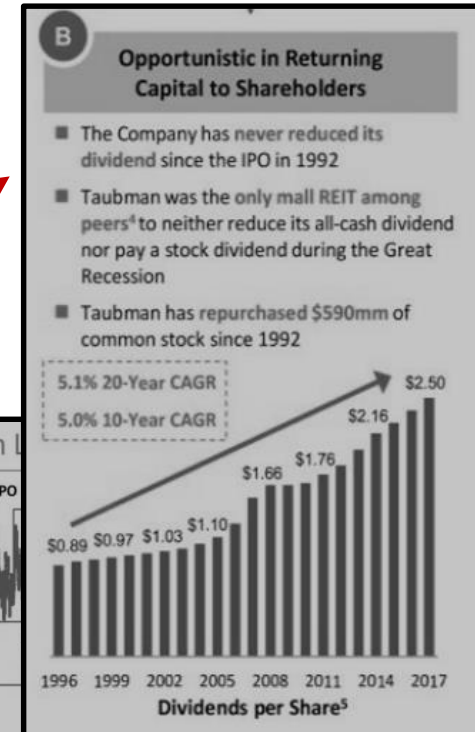 B
Opportunistic in Returning
Capital to Shareholders
■ The Company has never reduced its
dividend since the IPO in 1992
■ Taubman was the only mall REIT among
peers⁴ to neither reduce its all-cash dividend
nor pay a stock dividend during the Great
Recession
■ Taubman has repurchased $590mm of
common stock since 1992
5.1% 20-Year CAGR
5.0% 10-Year CAGR
$0.89 $0.97 $1.03 $1.10 $1.66 $1.76 $2.16 $2.50
1996 1999 2002 2005 2008 2011 2014 2017
Dividends per Share⁵